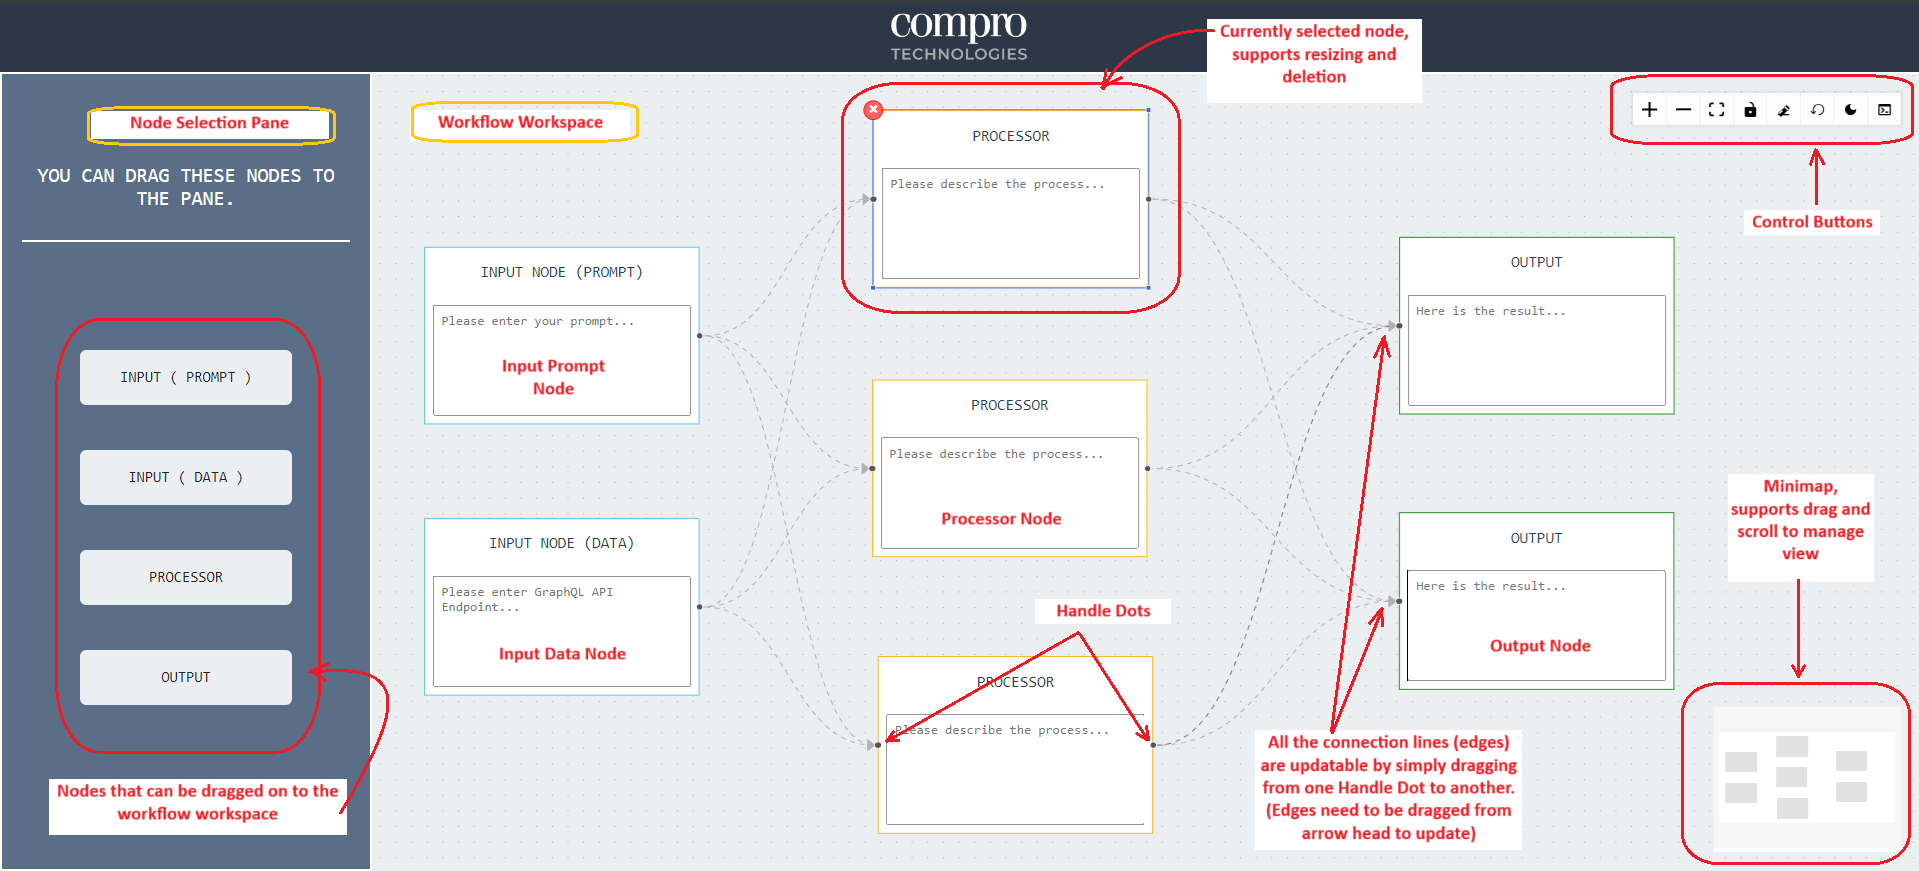 compro
TECHNOLOGIES
Currently selected node,
supports resizing and
deletion
Node Selection Pane
Workflow Workspace
YOU CAN DRAG THESE NODES TO
THE PANE.
INPUT ( PROMPT )
INPUT ( DATA )
PROCESSOR
OUTPUT
Nodes that can be dragged on to the
workflow workspace
INPUT NODE (PROMPT)
Please enter your prompt...
Input Prompt
Node
INPUT NODE (DATA)
Please enter GraphQL API
Endpoint...
Input Data Node
PROCESSOR
Please describe the process...
PROCESSOR
Please describe the process...
Processor Node
Handle Dots
PROCESSOR
Please describe the process...
OUTPUT
Here is the result...
OUTPUT
Here is the result...
Output Node
All the connection lines (edges)
are updatable by simply dragging
from one Handle Dot to another.
(Edges need to be dragged from
arrow head to update)
Control Buttons
Minimap,
supports drag and
scroll to manage
view